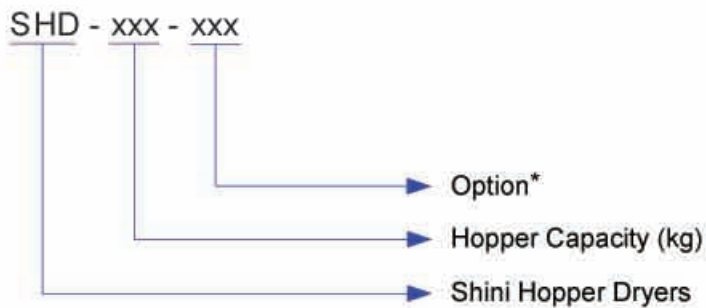 SHD - xxx - xxx
Option*
Hopper Capacity (kg)
Shini Hopper Dryers